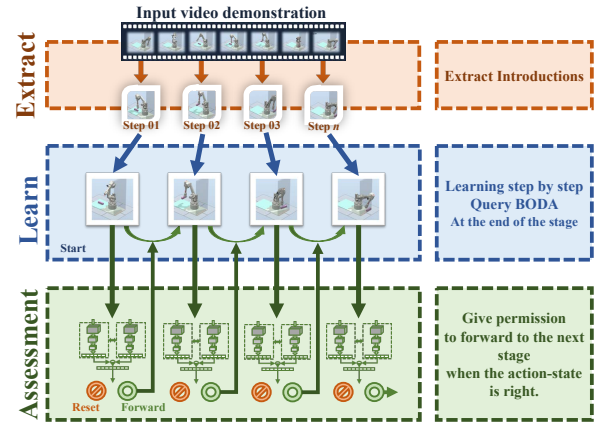 Input video demonstration
Extract
Step 01
Step 02
Step 03
Step n
Extract Introductions
Learn
Start
Learning step by step
Query BODA
At the end of the stage
Assessment
Reset
Forward
Give permission
to forward to the next
stage
when the action-state
is right.